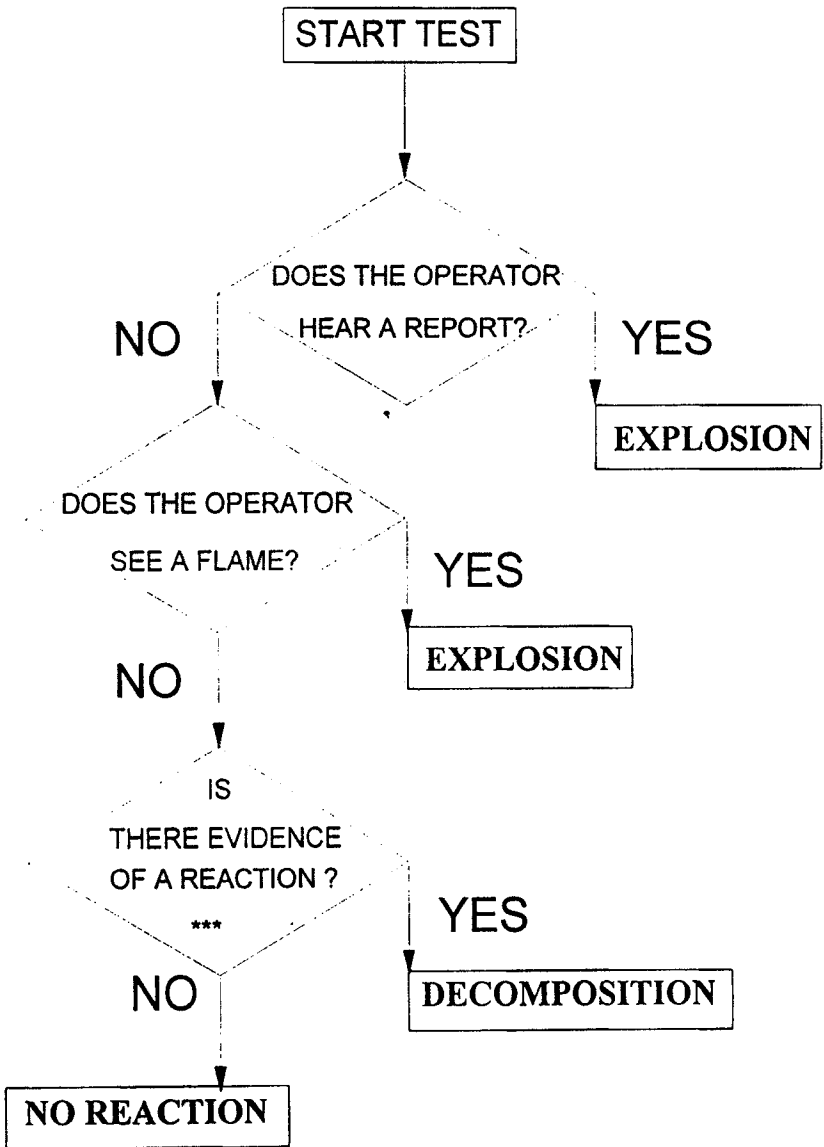 START TEST
DOES THE OPERATOR
HEAR A REPORT?
NO
YES
EXPLOSION
DOES THE OPERATOR
SEE A FLAME?
YES
EXPLOSION
NO
IS
THERE EVIDENCE
OF A REACTION ?
***
YES
DECOMPOSITION
NO
NO REACTION